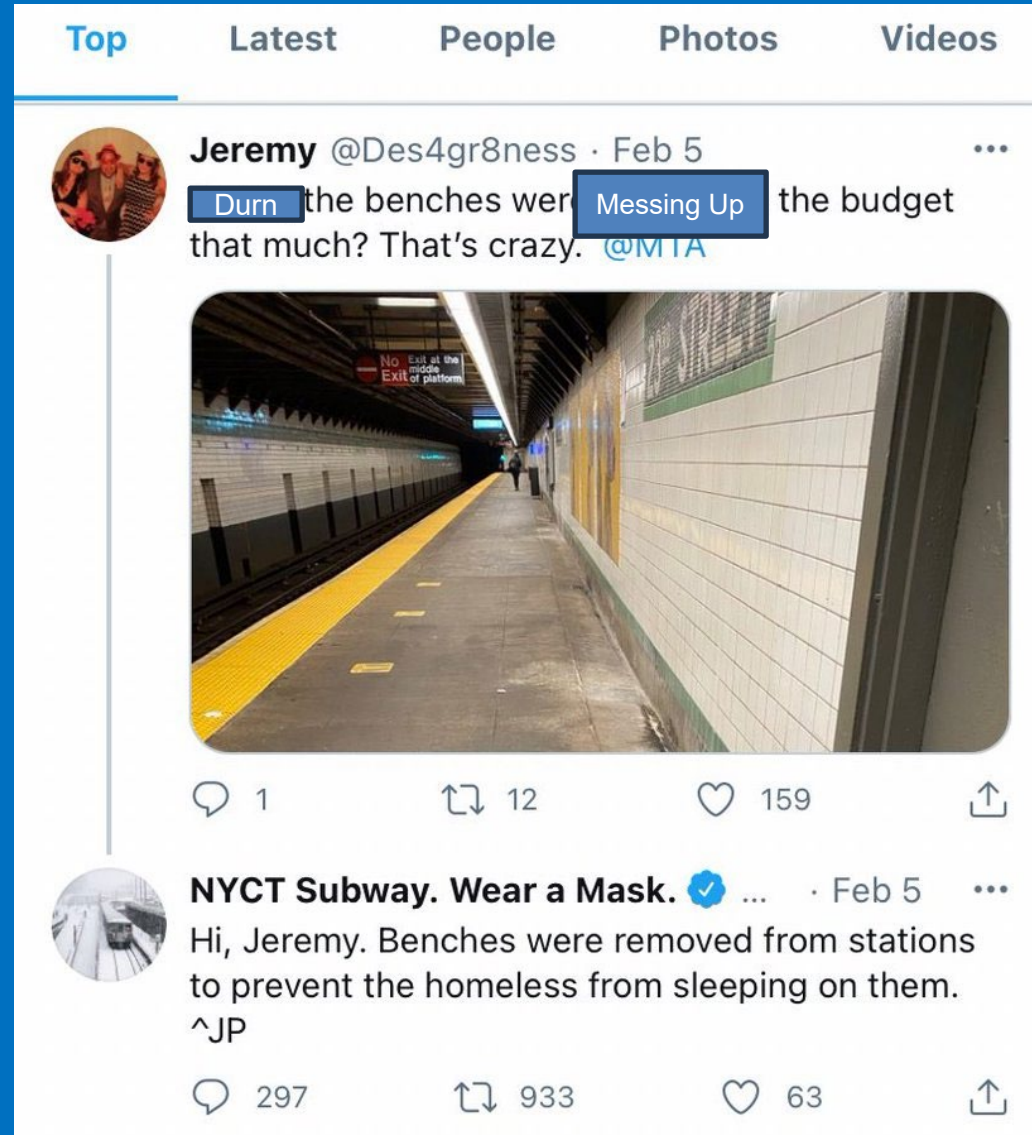 Top Latest People Photos Videos
Jeremy @Des4gr8ness · Feb 5
Durn the benches were Messing Up the budget
that much? That's crazy. @MTA
No Exit Exit at the middle of platform
STREET
1 12 159
NYCT Subway. Wear a Mask. ... · Feb 5
Hi, Jeremy. Benches were removed from stations
to prevent the homeless from sleeping on them.
^JP
297 933 63